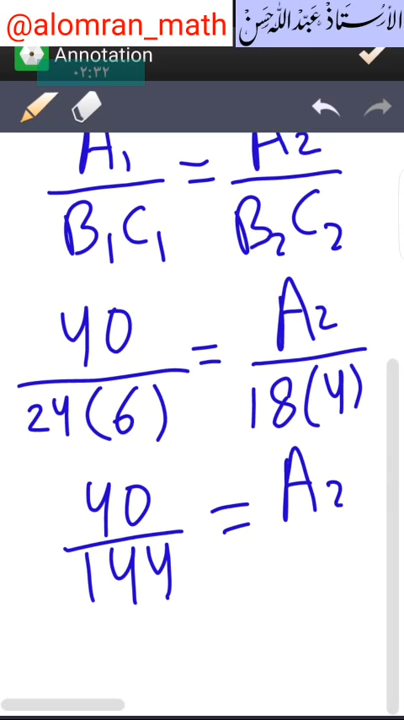 @alomran_math الأستاذ عبدالله حسن
Annotation
٠٢:٣٢
A₁/B₁C₁ = A₂/B₂C₂
40/24(6) = A₂/18(4)
40/144 = A₂